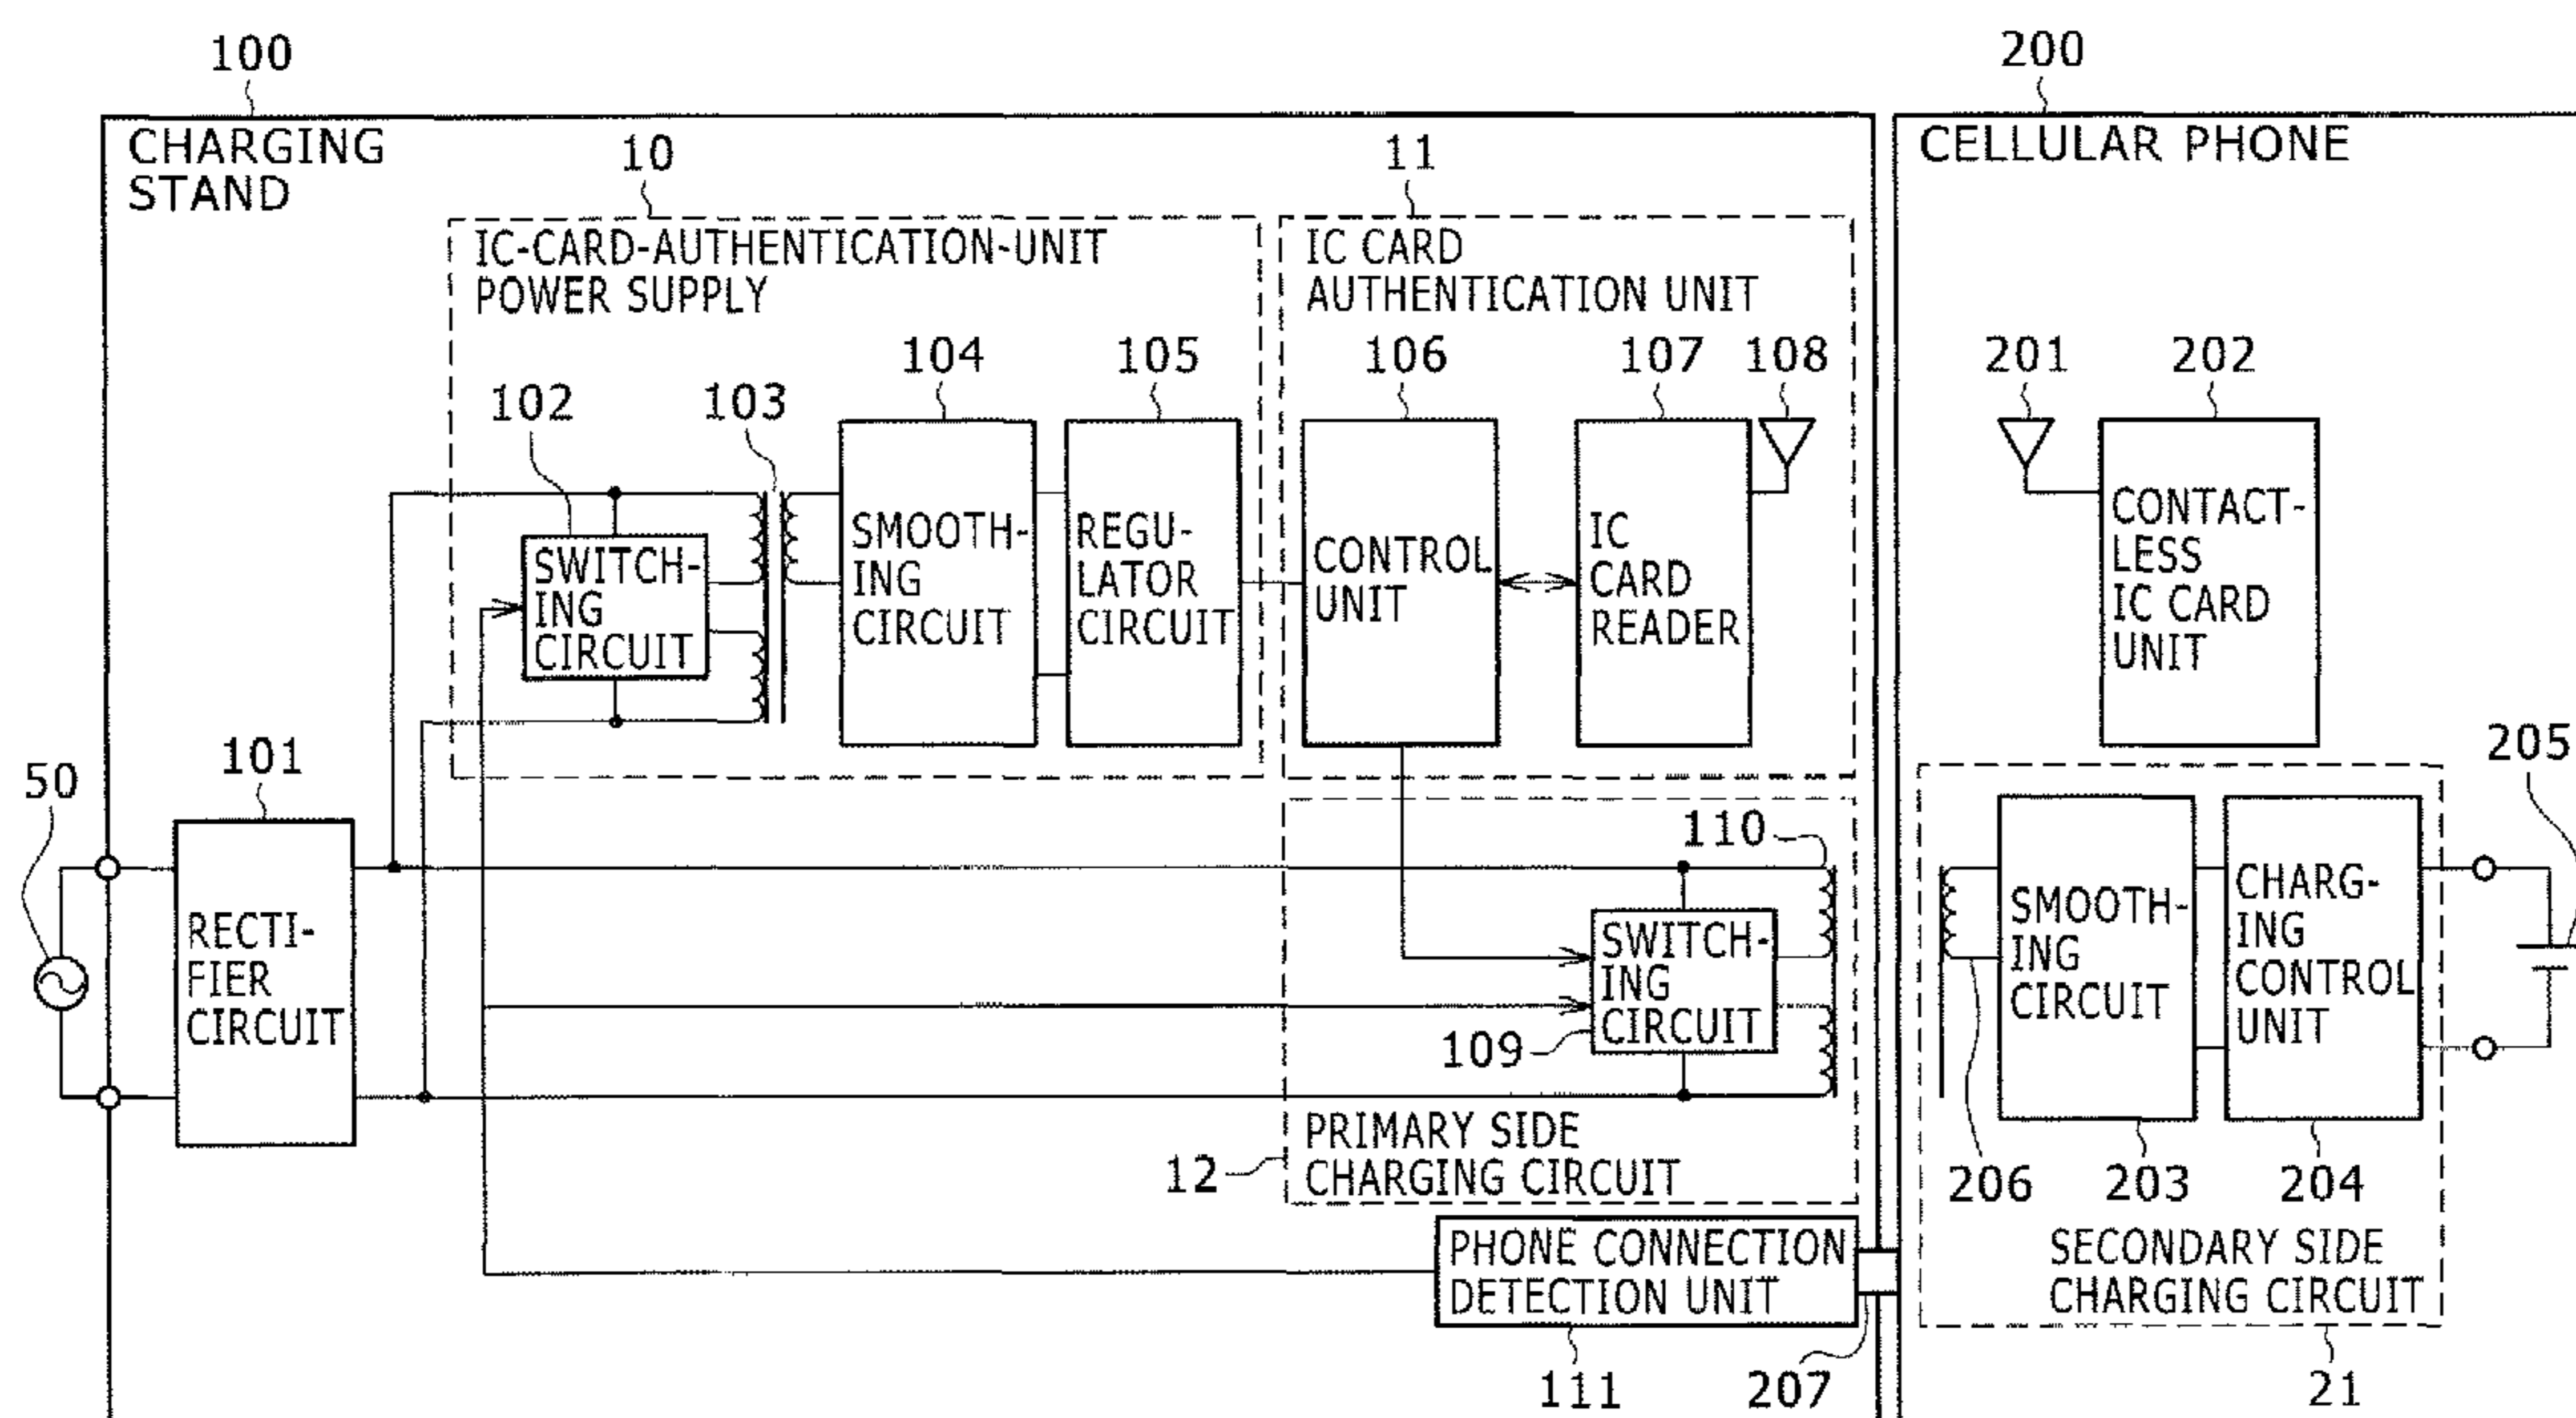 100
200
CHARGING
STAND
CELLULAR PHONE
10
11
IC-CARD-AUTHENTICATION-UNIT
POWER SUPPLY
IC CARD
AUTHENTICATION UNIT
102
103
104
105
106
107
108
201
202
SWITCH-
ING
CIRCUIT
SMOOTH-
ING
CIRCUIT
REGU-
LATOR
CIRCUIT
CONTROL
UNIT
IC
CARD
READER
CONTACT-
LESS
IC CARD
UNIT
50
101
RECTI-
FIER
CIRCUIT
110
SWITCH-
ING
CIRCUIT
109
PRIMARY SIDE
CHARGING CIRCUIT
12
205
SMOOTH-
ING
CIRCUIT
CHARG-
ING
CONTROL
UNIT
206
203
204
SECONDARY SIDE
CHARGING CIRCUIT
PHONE CONNECTION
DETECTION UNIT
111
207
21